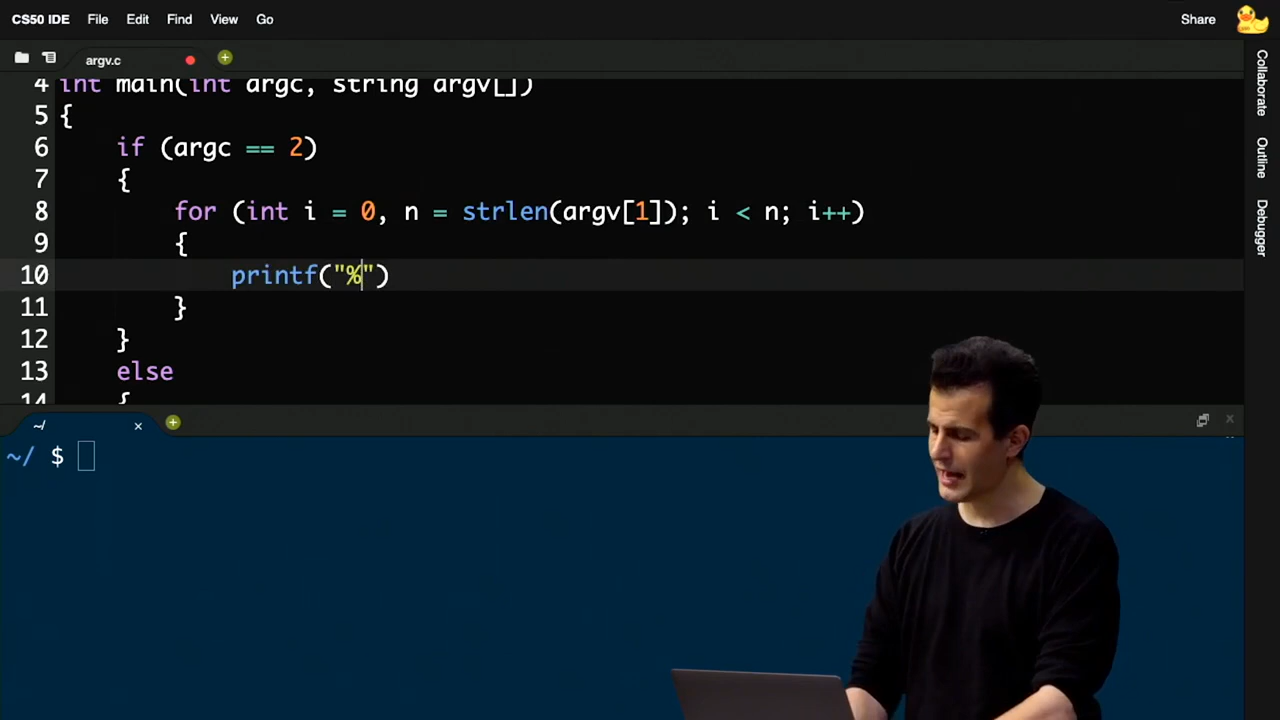 CS50 IDE File Edit Find View Go Share
argv.c
4 int main(int argc, string argv[])
5 {
6 if (argc == 2)
7 {
8 for (int i = 0, n = strlen(argv[1]); i < n; i++)
9 {
10 printf("%")
11 }
12 }
13 else
14 {
~/
~/ $
Collaborate
Outline
Debugger